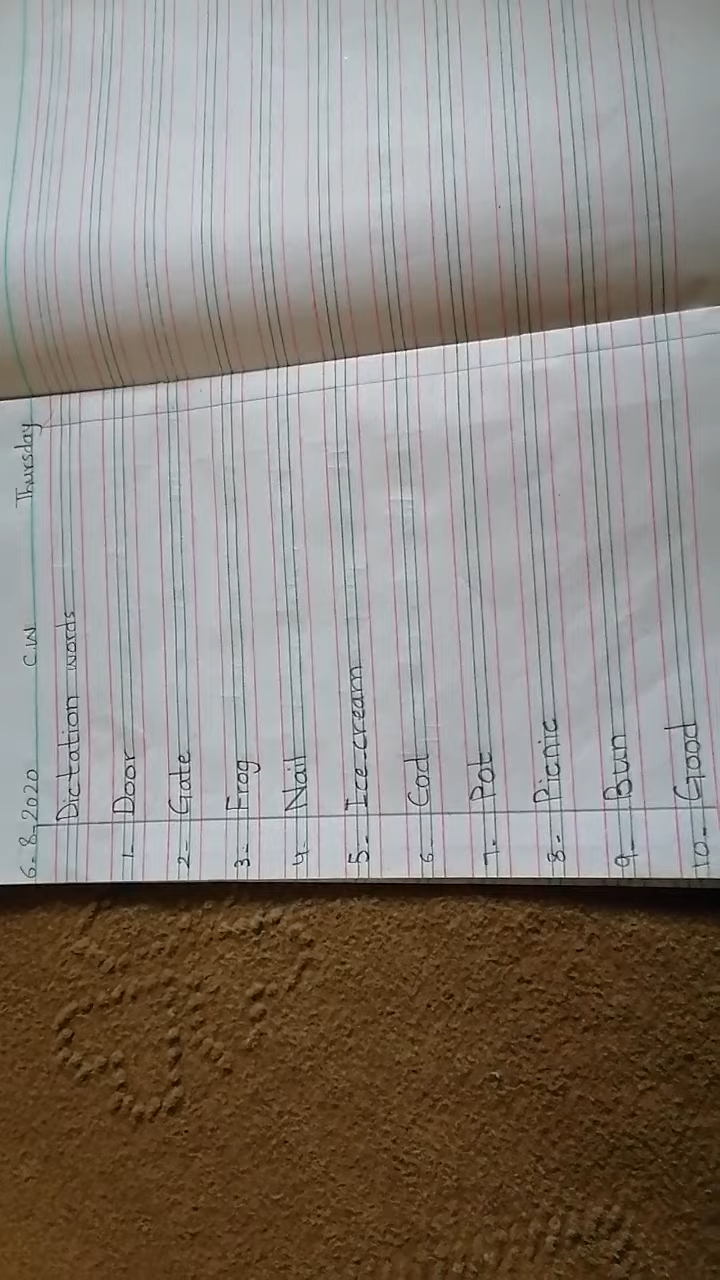 6-8-2020 C.W Thursday
Dictation words
1- Door
2- Gate
3- Frog
4- Nail
5- Ice cream
6- Cod
7- Pot
8- Picnic
9- Bun
10- Good